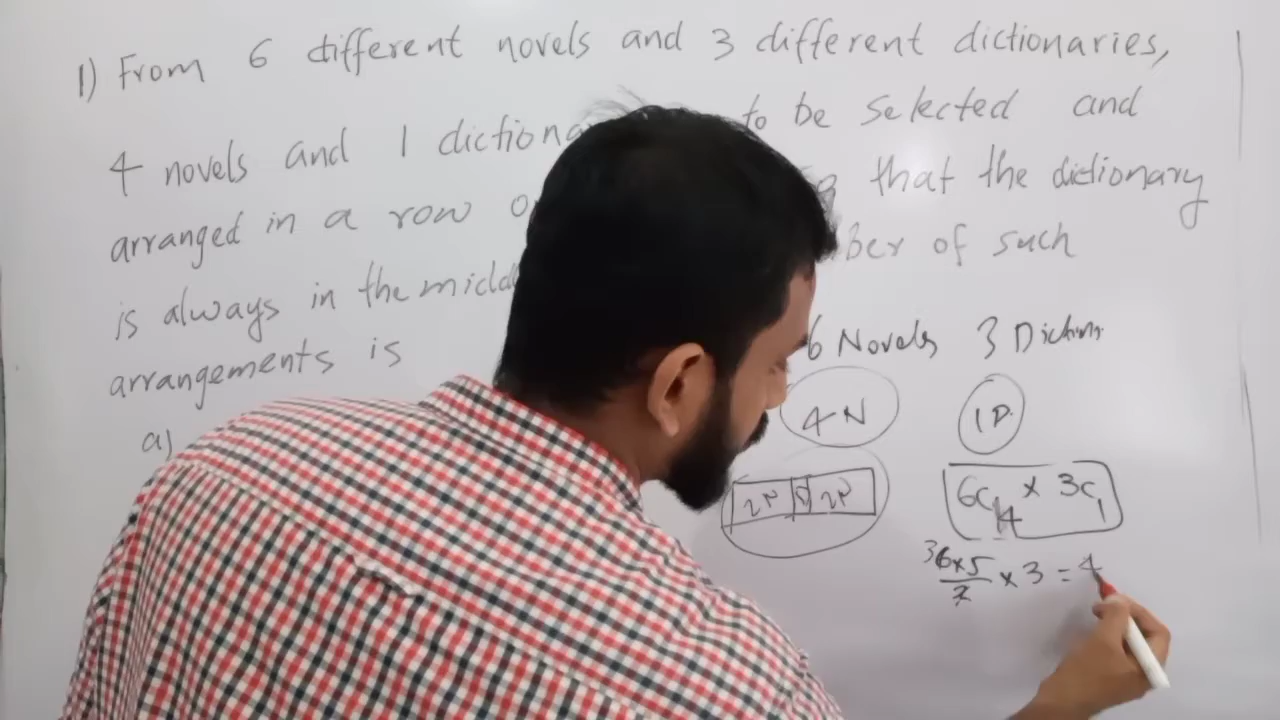 1) From 6 different novels and 3 different dictionaries,
4 novels and 1 dictiona to be selected and
arranged in a row that the dictionary
is always in the midd ber of such
arrangements is
6 Novels 3 Diction
4N 1D.
a)
2N D 2N 6C4 × 3C1
3 6×5/2 × 3 = 4